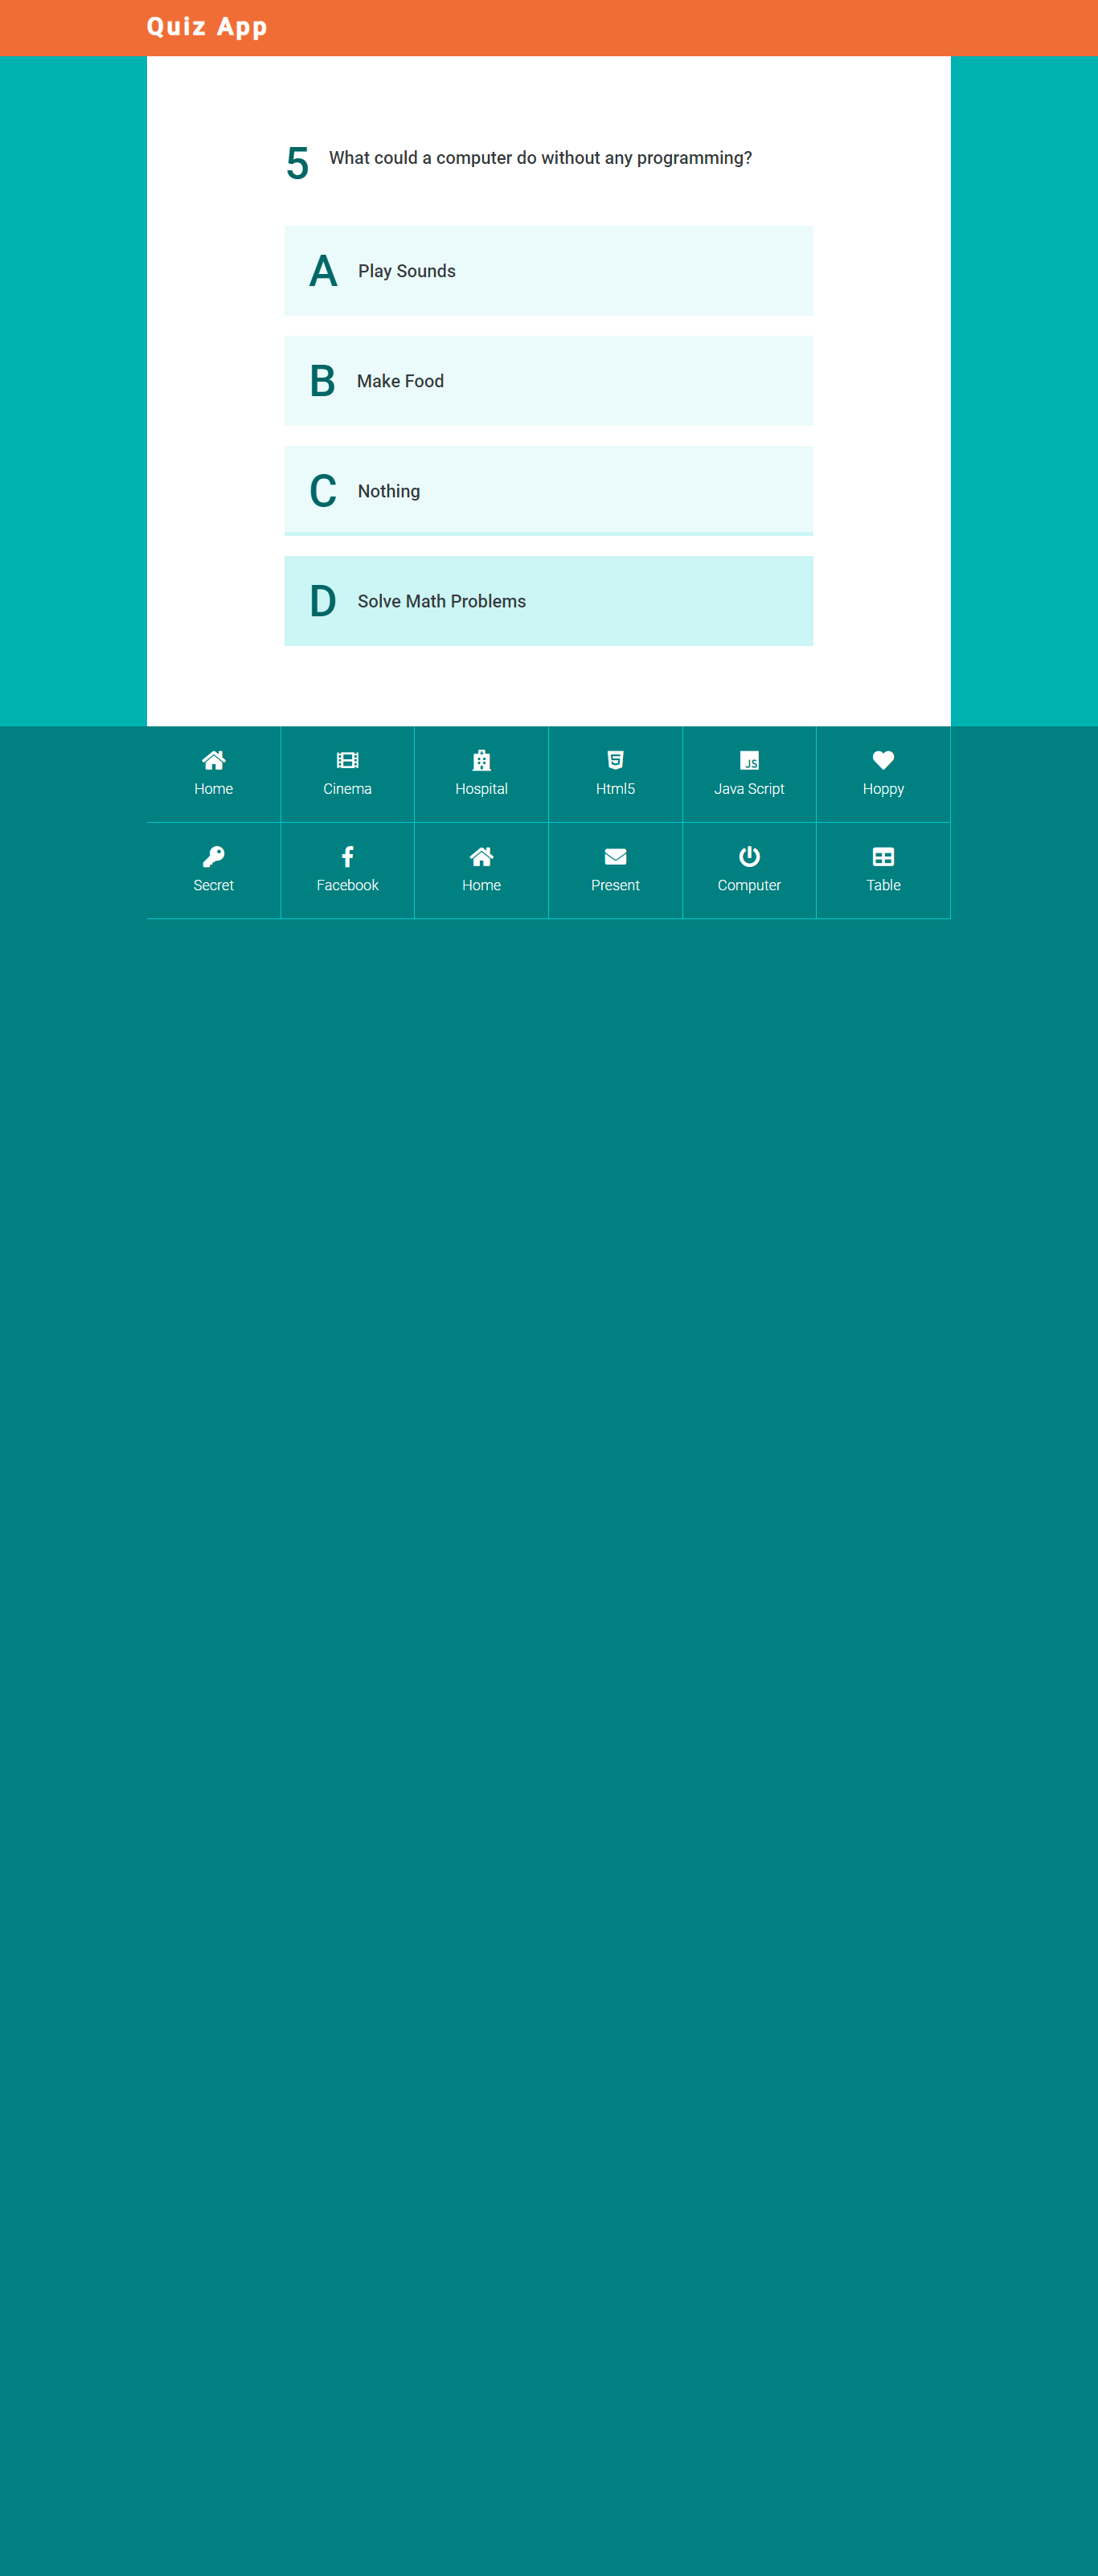 Quiz App
5 What could a computer do without any programming?
A Play Sounds
B Make Food
C Nothing
D Solve Math Problems
Home Cinema Hospital Html5 Java Script Hoppy
Secret Facebook Home Present Computer Table